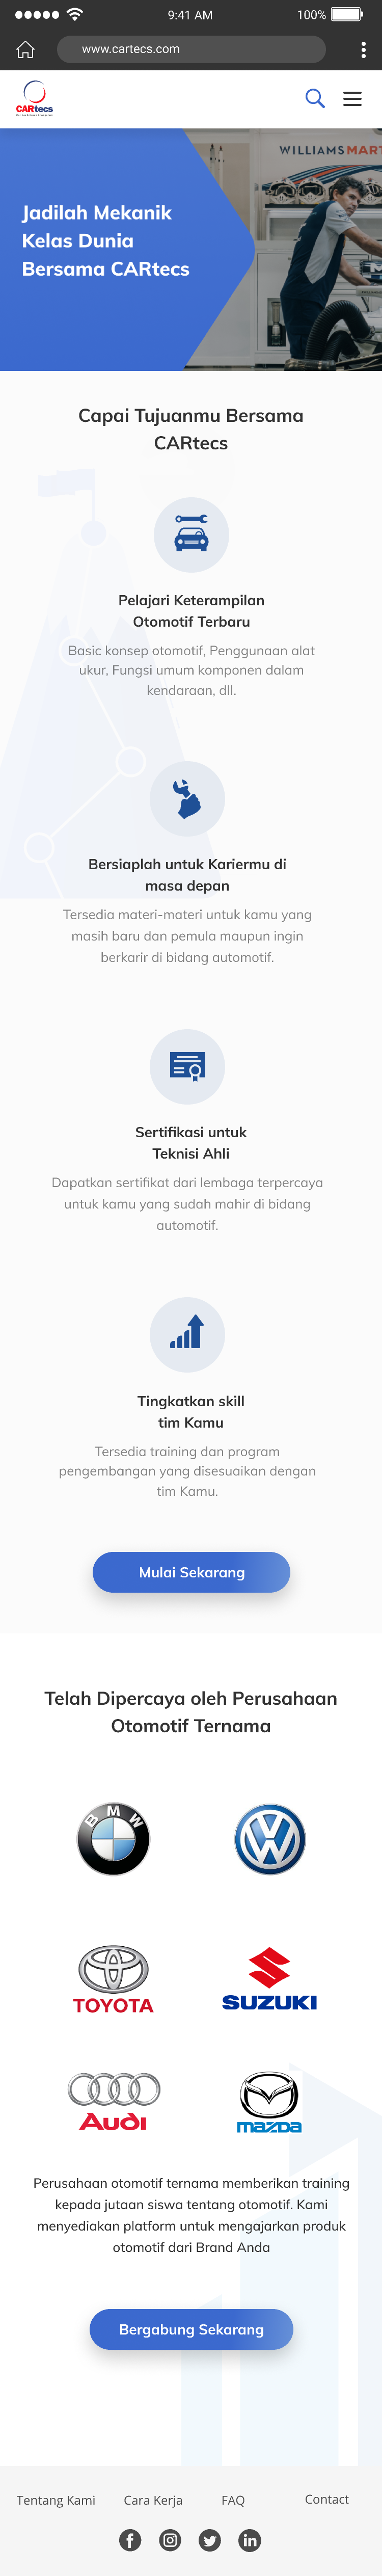 9:41 AM
100%
www.cartecs.com
CARtecs
WILLIAMS MART
Jadilah Mekanik
Kelas Dunia
Bersama CARtecs
Capai Tujuanmu Bersama
CARtecs
Pelajari Keterampilan
Otomotif Terbaru
Basic konsep otomotif, Penggunaan alat
ukur, Fungsi umum komponen dalam
kendaraan, dll.
Bersiaplah untuk Kariermu di
masa depan
Tersedia materi-materi untuk kamu yang
masih baru dan pemula maupun ingin
berkarir di bidang automotif.
Sertifikasi untuk
Teknisi Ahli
Dapatkan sertifikat dari lembaga terpercaya
untuk kamu yang sudah mahir di bidang
automotif.
Tingkatkan skill
tim Kamu
Tersedia training dan program
pengembangan yang disesuaikan dengan
tim Kamu.
Mulai Sekarang
Telah Dipercaya oleh Perusahaan
Otomotif Ternama
BMW
TOYOTA
SUZUKI
Audi
mazda
Perusahaan otomotif ternama memberikan training
kepada jutaan siswa tentang otomotif. Kami
menyediakan platform untuk mengajarkan produk
otomotif dari Brand Anda
Bergabung Sekarang
Tentang Kami Cara Kerja FAQ Contact